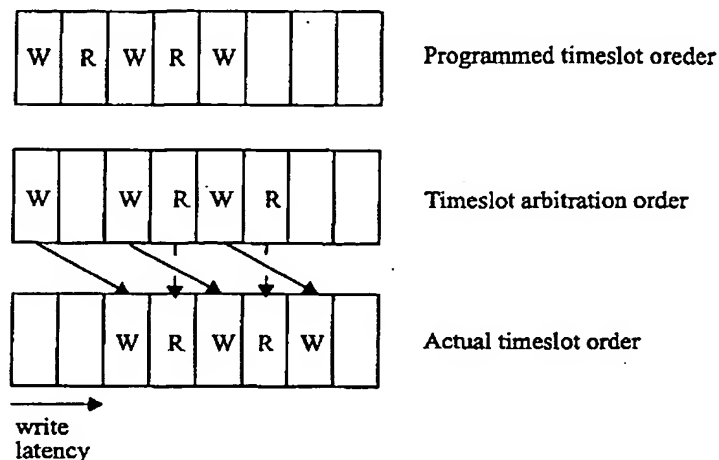 W R W R W Programmed timeslot oreder
W W R W R Timeslot arbitration order
W R W R W Actual timeslot order
write
latency